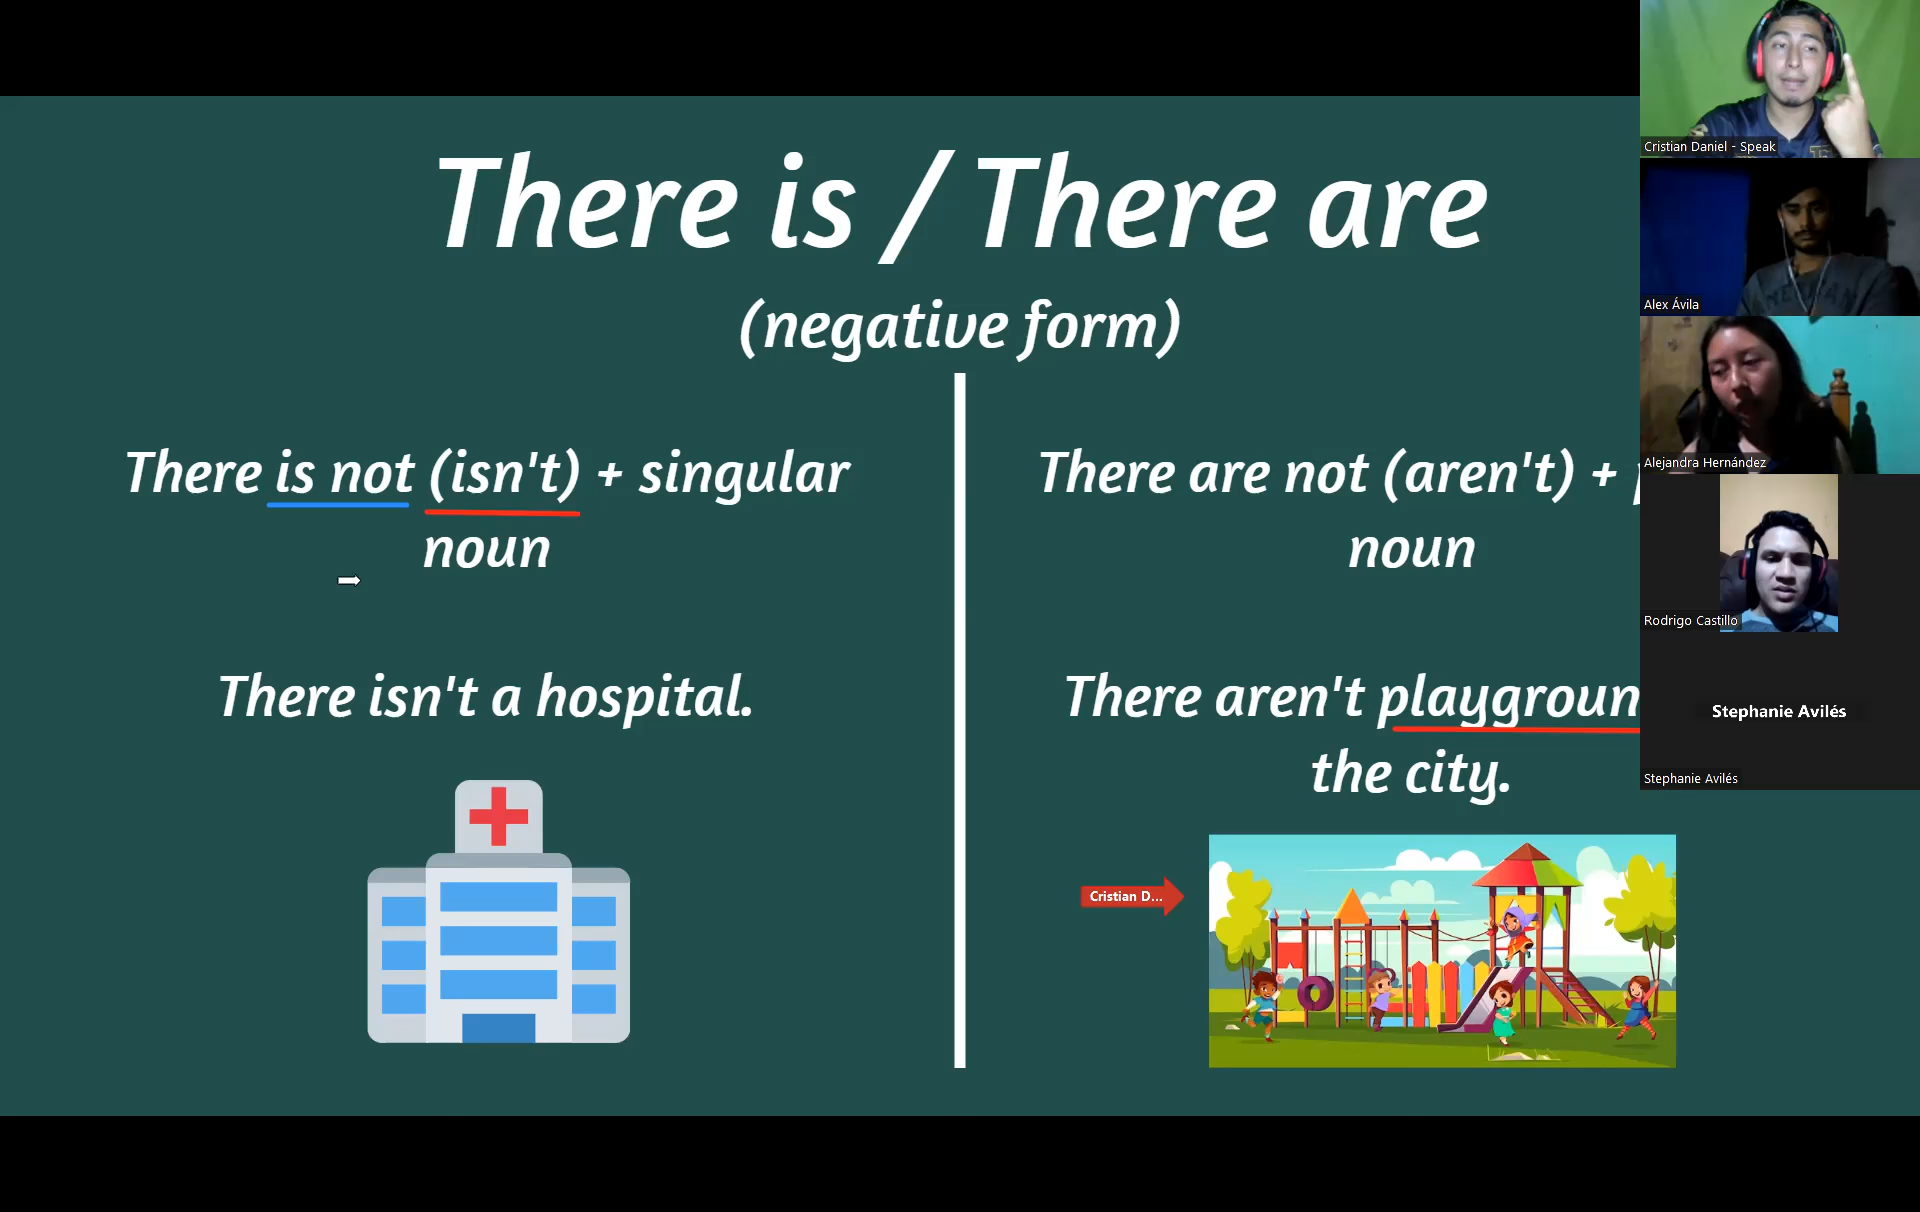 There is / There are
(negative form)
There is not (isn't) + singular
noun
There isn't a hospital.
There are not (aren't) +
noun
There aren't
the city.
Cristian D...
Cristian Daniel - Speak
Alex Ávila
Alejandra Hernández
Rodrigo Castillo
Stephanie Avilés
Stephanie Avilés